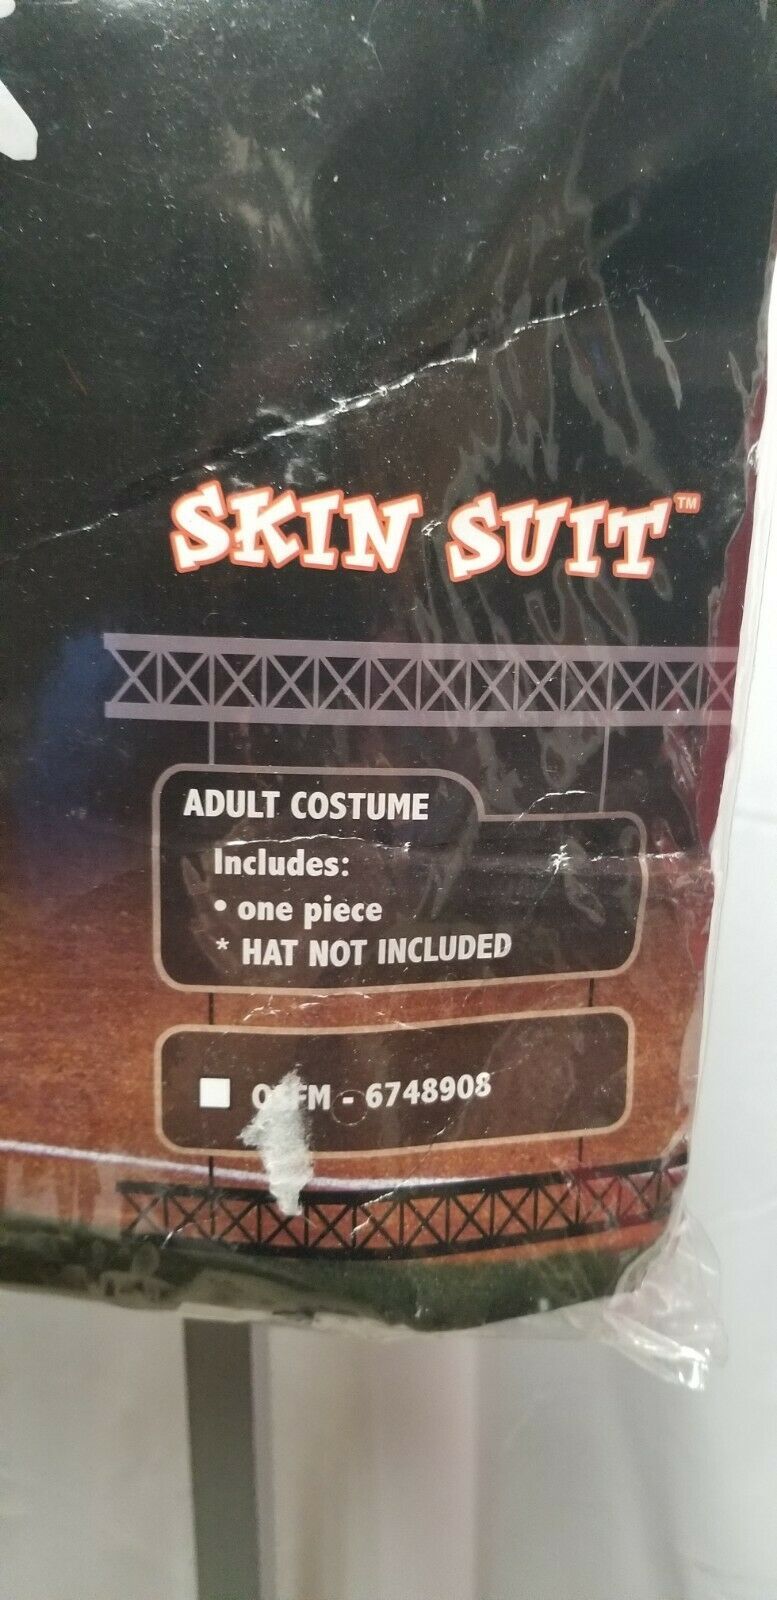 SKIN SUIT™
ADULT COSTUME
Includes:
• one piece
* HAT NOT INCLUDED
- 6748908